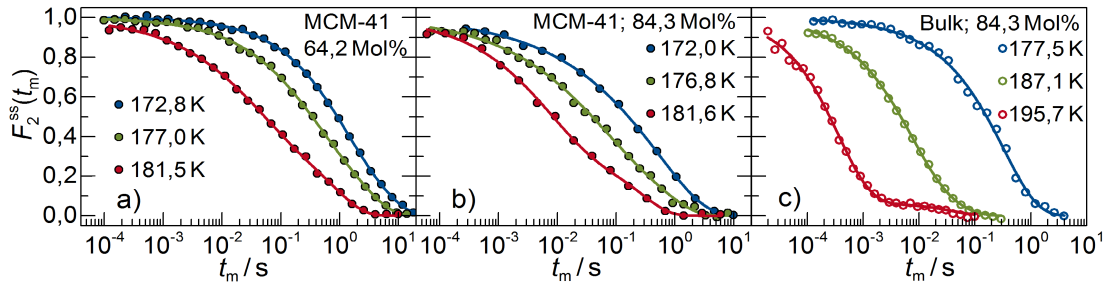 F₂ˢˢ(tₘ)
1,0
0,8
0,6
0,4
0,2
0,0
MCM-41
64,2 Mol%
172,8 K
177,0 K
181,5 K
a)
10⁻⁴ 10⁻³ 10⁻² 10⁻¹ 10⁰ 10¹
tₘ / s
MCM-41; 84,3 Mol%
172,0 K
176,8 K
181,6 K
b)
10⁻⁴ 10⁻³ 10⁻² 10⁻¹ 10⁰ 10¹
tₘ / s
Bulk; 84,3 Mol%
177,5 K
187,1 K
195,7 K
c)
10⁻⁴ 10⁻³ 10⁻² 10⁻¹ 10⁰ 10¹
tₘ / s